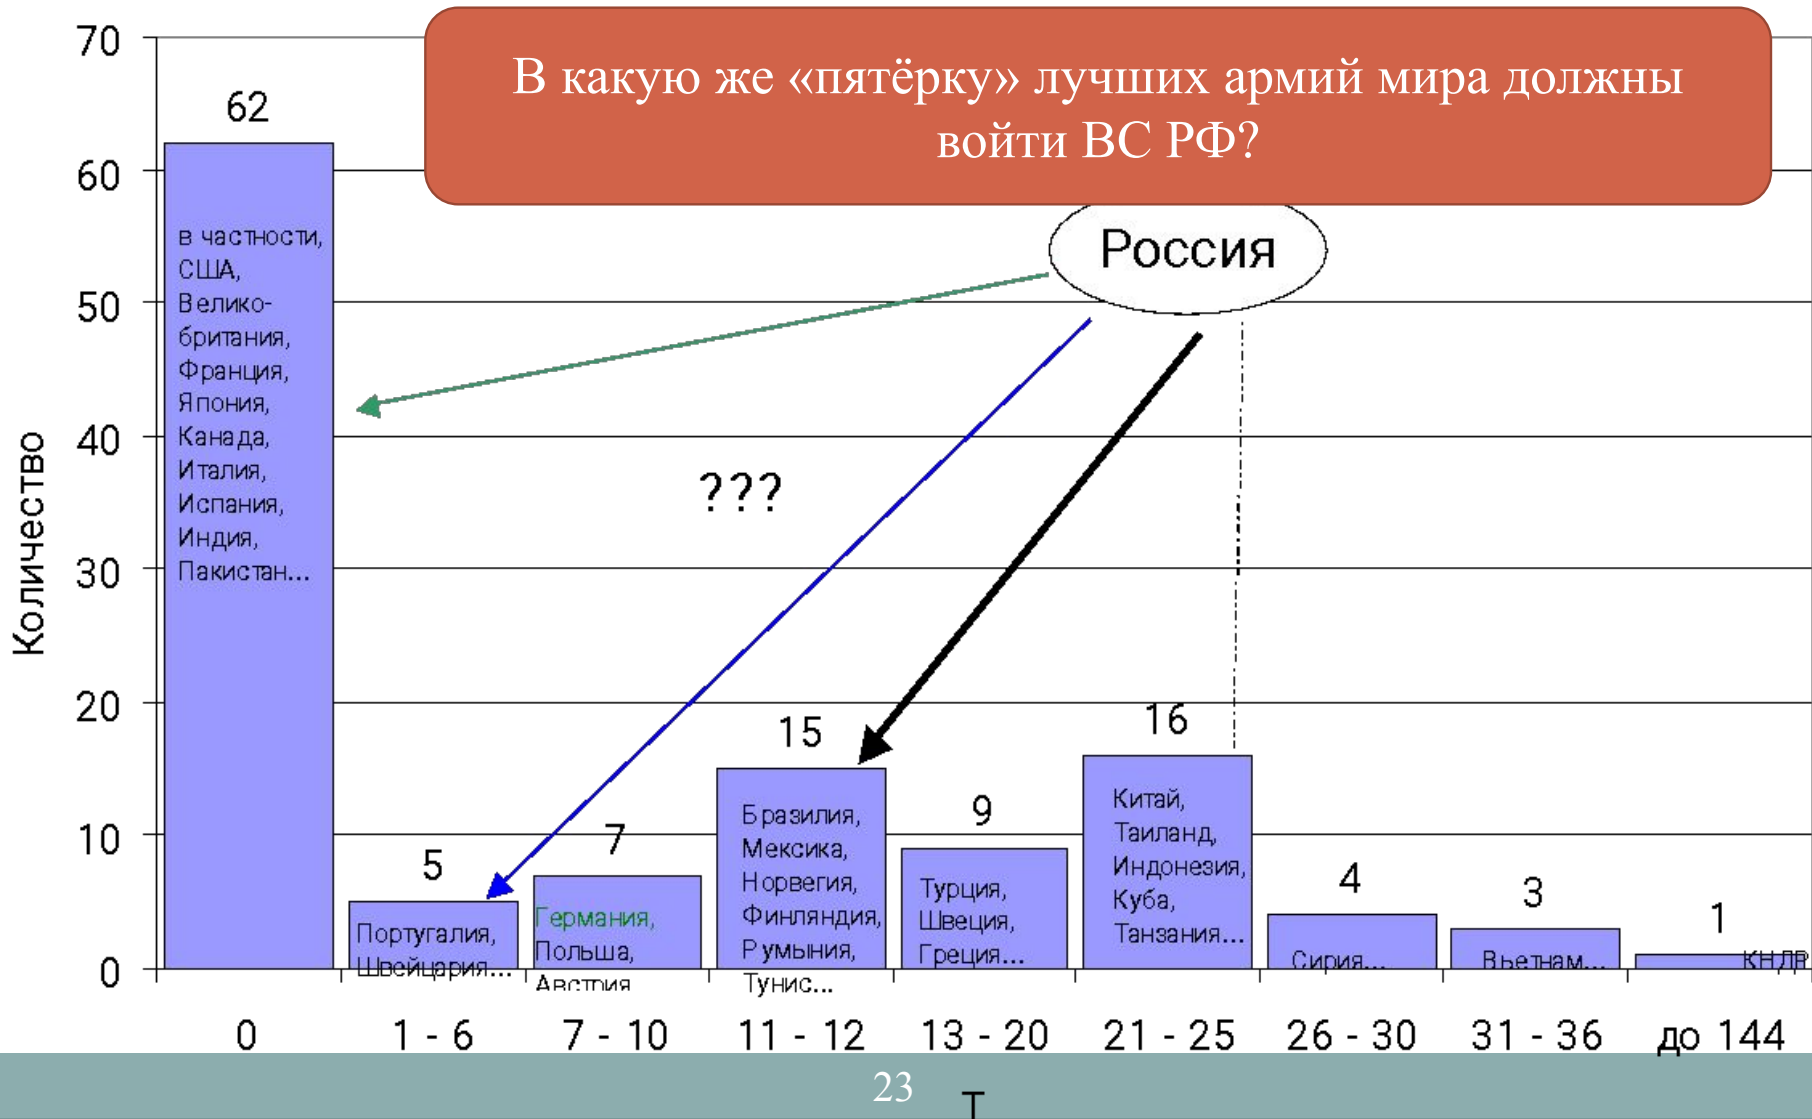 В какую же «пятёрку» лучших армий мира должны
войти ВС РФ?
Россия
???
Количество
70
60
50
40
30
20
10
0
62
в частности,
США,
Велико-
британия,
Франция,
Япония,
Канада,
Италия,
Испания,
Индия,
Пакистан...
5
Португалия,
Швейцария...
7
Германия,
Польша,
Австрия
15
Бразилия,
Мексика,
Норвегия,
Финляндия,
Румыния,
Тунис...
9
Турция,
Швеция,
Греция...
16
Китай,
Таиланд,
Индонезия,
Куба,
Танзания...
4
Сирия...
3
Вьетнам...
1
КНДР
0
1 - 6
7 - 10
11 - 12
13 - 20
21 - 25
26 - 30
31 - 36
до 144
23
Т